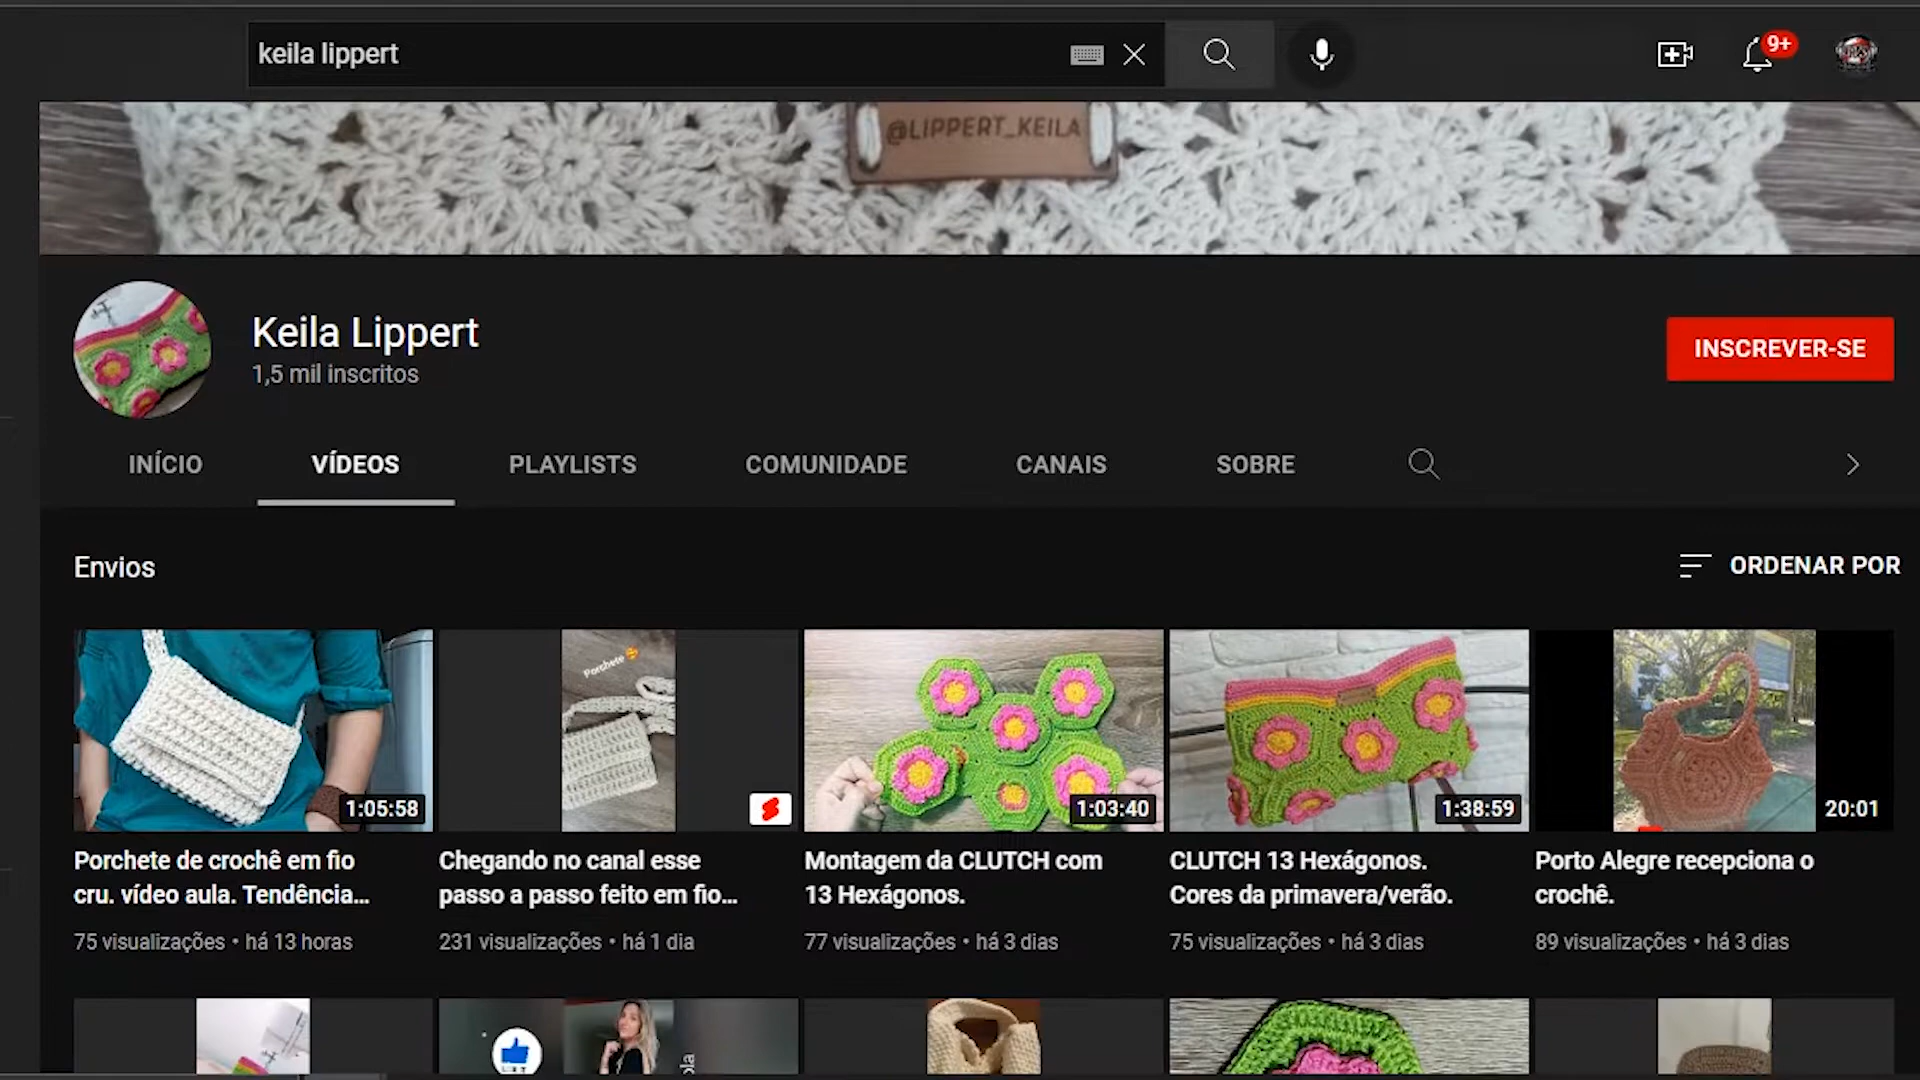 keila lippert
9+
@LIPPERT_KEILA
Keila Lippert
1,5 mil inscritos
INSCREVER-SE
INÍCIO
VÍDEOS
PLAYLISTS
COMUNIDADE
CANAIS
SOBRE
Envios
ORDENAR POR
1:05:58
Porchete
1:03:40
1:38:59
20:01
Porchete de crochê em fio
cru. vídeo aula. Tendência...
75 visualizações • há 13 horas
Chegando no canal esse
passo a passo feito em fio...
231 visualizações • há 1 dia
Montagem da CLUTCH com
13 Hexágonos.
77 visualizações • há 3 dias
CLUTCH 13 Hexágonos.
Cores da primavera/verão.
75 visualizações • há 3 dias
Porto Alegre recepciona o
crochê.
89 visualizações • há 3 dias